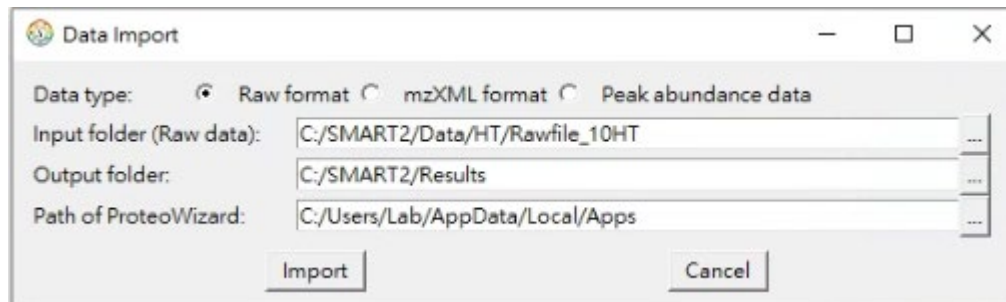 Data Import
Data type: Raw format mzXML format Peak abundance data
Input folder (Raw data): C:/SMART2/Data/HT/Rawfile_10HT ...
Output folder: C:/SMART2/Results ...
Path of ProteoWizard: C:/Users/Lab/AppData/Local/Apps ...
Import Cancel